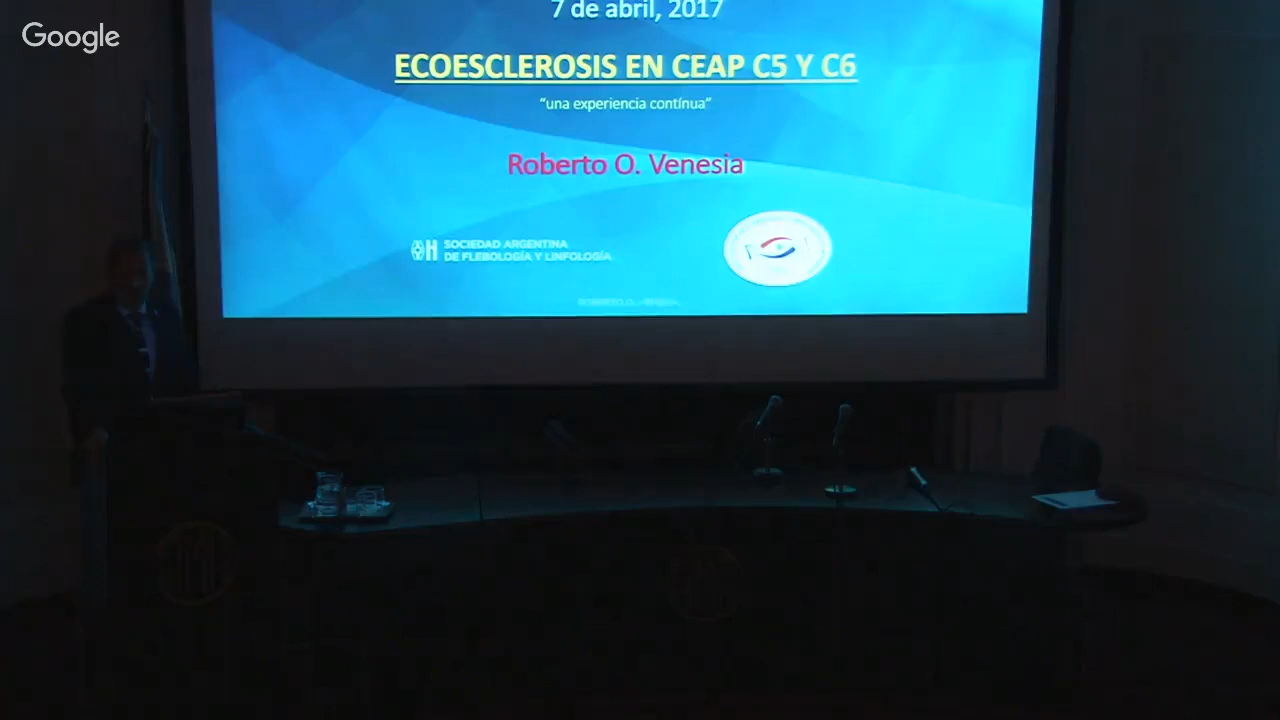 Google
7 de abril, 2017
ECOESCLEROSIS EN CEAP C5 Y C6
“una experiencia contínua”
Roberto O. Venesia
SOCIEDAD ARGENTINA
DE FLEBOLOGÍA Y LINFOLOGÍA
ROBERTO O.